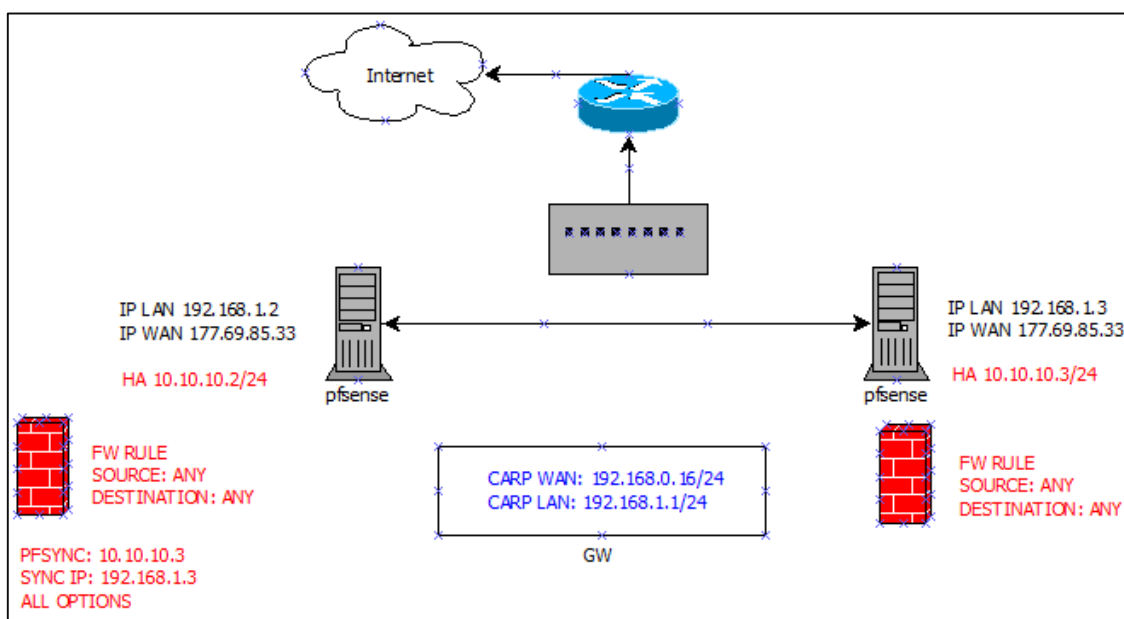 Internet
IP LAN 192.168.1.2
IP WAN 177.69.85.33
HA 10.10.10.2/24
pfsense
IP LAN 192.168.1.3
IP WAN 177.69.85.33
HA 10.10.10.3/24
pfsense
FW RULE
SOURCE: ANY
DESTINATION: ANY
CARP WAN: 192.168.0.16/24
CARP LAN: 192.168.1.1/24
GW
FW RULE
SOURCE: ANY
DESTINATION: ANY
PFSYNC: 10.10.10.3
SYNC IP: 192.168.1.3
ALL OPTIONS